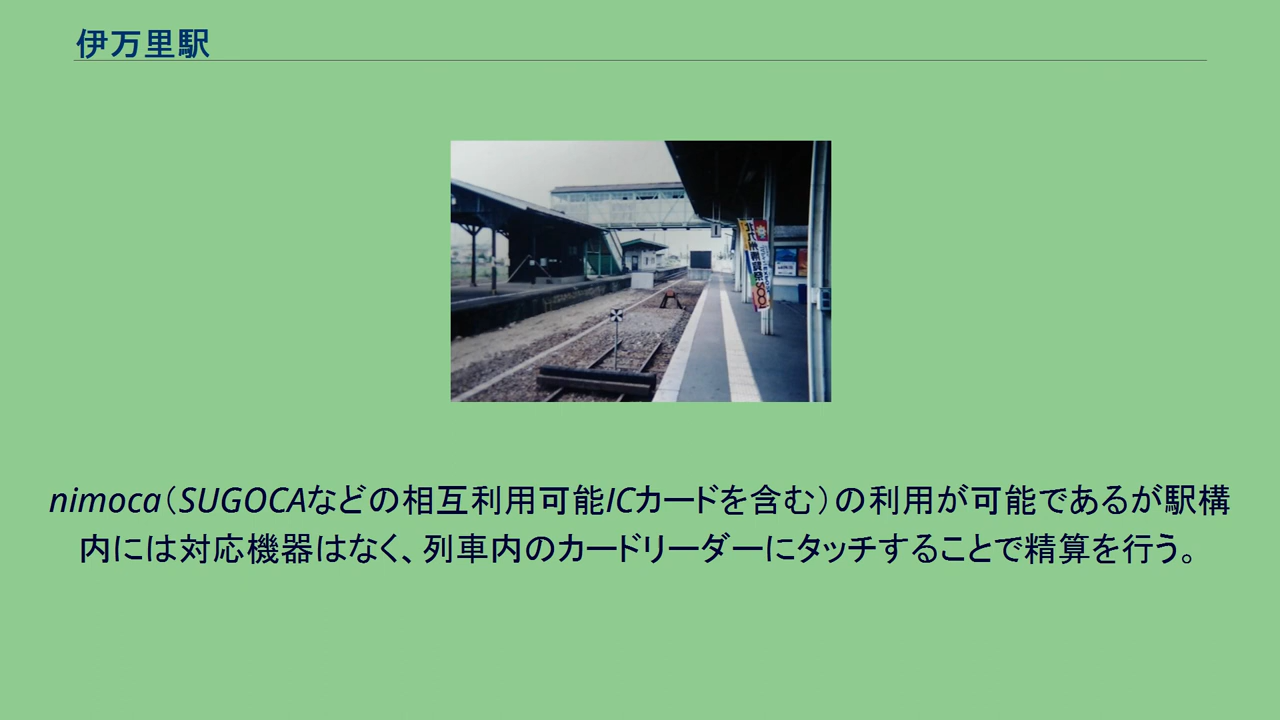 伊万里駅
nimoca（SUGOCAなどの相互利用可能ICカードを含む）の利用が可能であるが駅構
内には対応機器はなく、列車内のカードリーダーにタッチすることで精算を行う。